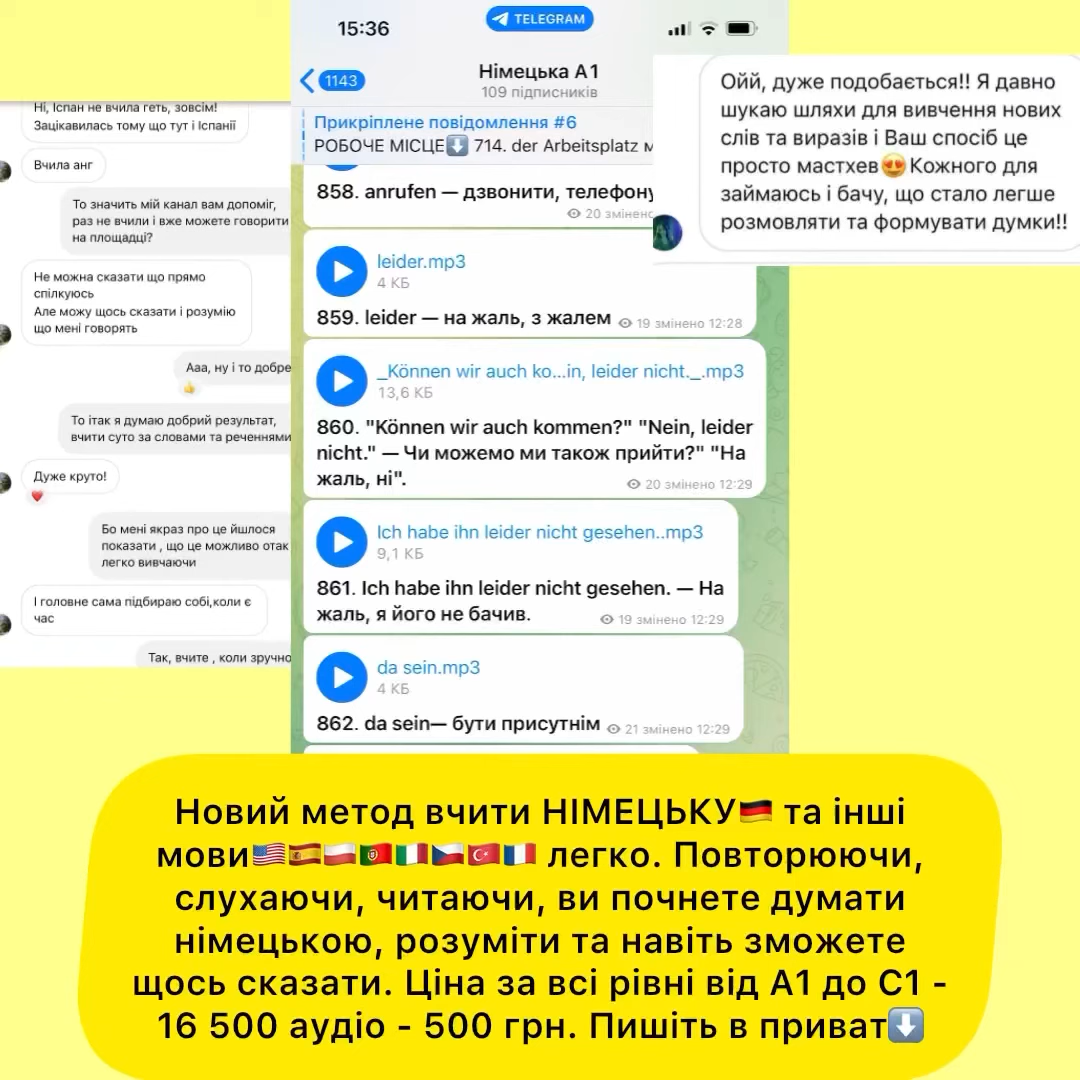 15:36
TELEGRAM
1143
Німецька А1
109 підписників
Прикріплене повідомлення #6
РОБОЧЕ МІСЦЕ⬇️ 714. der Arbeitsplatz м
858. anrufen — дзвонити, телефону
20 змінено
leider.mp3
4 КБ
859. leider — на жаль, з жалем
19 змінено 12:28
_Können wir auch ko...in, leider nicht._.mp3
13,6 КБ
860. "Können wir auch kommen?" "Nein, leider
nicht." — Чи можемо ми також прийти?" "На
жаль, ні".
20 змінено 12:29
Ich habe ihn leider nicht gesehen..mp3
9,1 КБ
861. Ich habe ihn leider nicht gesehen. — На
жаль, я його не бачив.
19 змінено 12:29
da sein.mp3
4 КБ
862. da sein— бути присутнім
21 змінено 12:29
Ні, Іспан не вчила геть, зовсім!
Зацікавилась тому що тут і Іспанії
Вчила анг
То значить мій канал вам допоміг,
раз не вчили і вже можете говорити
на площадці?
Не можна сказати що прямо
спілкуюсь
Але можу щось сказати і розумію
що мені говорять
Ааа, ну і то добре
👍
То ітак я думаю добрий результат,
вчити суто за словами та реченнями
Дуже круто!
❤️
Бо мені якраз про це йшлося
показати , що це можливо отак
легко вивчаючи
І головне сама підбираю собі,коли є
час
Так, вчите , коли зручно
Ойй, дуже подобається!! Я давно
шукаю шляхи для вивчення нових
слів та виразів і Ваш спосіб це
просто мастхев😍Кожного для
займаюсь і бачу, що стало легше
розмовляти та формувати думки!!
Новий метод вчити НІМЕЦЬКУ🇩🇪 та інші
мови🇺🇸🇪🇸🇵🇱🇵🇹🇮🇹🇨🇿🇹🇷🇫🇷 легко. Повторюючи,
слухаючи, читаючи, ви почнете думати
німецькою, розуміти та навіть зможете
щось сказати. Ціна за всі рівні від А1 до С1 -
16 500 аудіо - 500 грн. Пишіть в приват⬇️